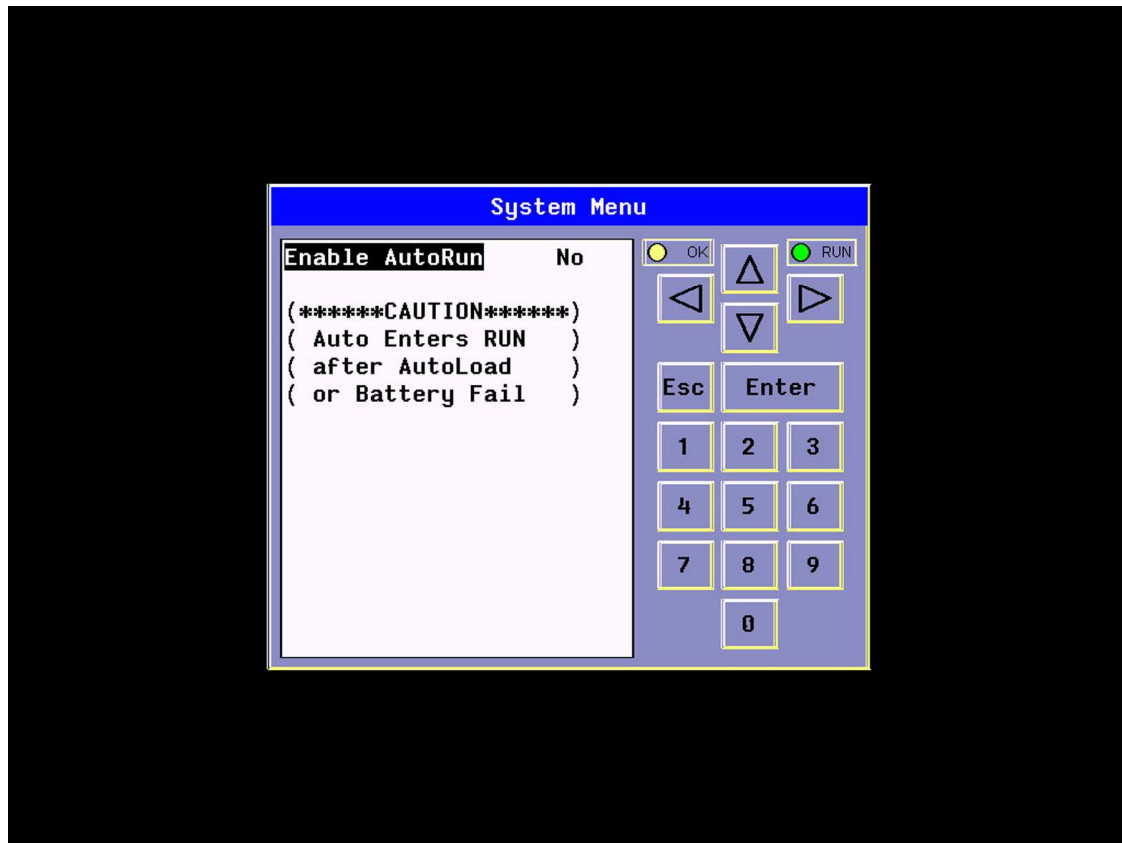 System Menu
Enable AutoRun No
(******CAUTION******)
( Auto Enters RUN )
( after AutoLoad )
( or Battery Fail )
OK
RUN
Esc Enter
1 2 3
4 5 6
7 8 9
0